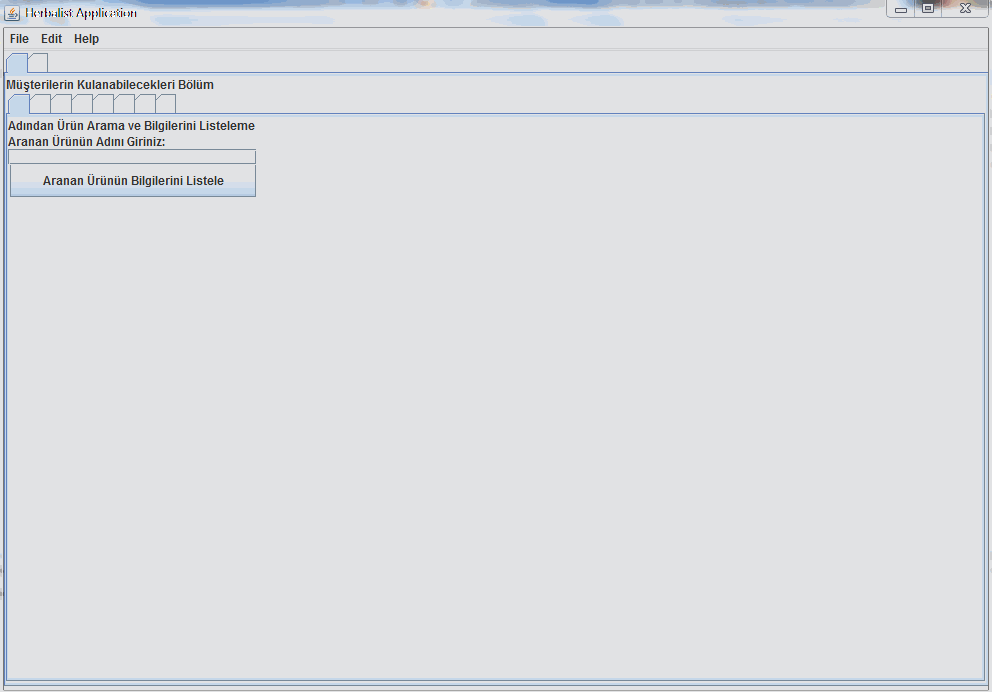 Herbalist Application
File Edit Help
Müşterilerin Kulanabilecekleri Bölüm
Adından Ürün Arama ve Bilgilerini Listeleme
Aranan Ürünün Adını Giriniz:
Aranan Ürünün Bilgilerini Listele